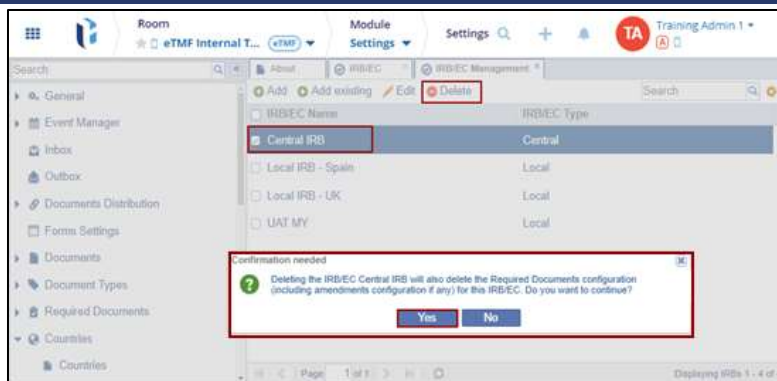 Room
Module
Settings
Training Admin 1
eTMF Internal T... eTMF
Settings
TA
A
Search
About
IRB/EC
IRB/EC Management
General
Add Add existing Edit Delete
Search
Event Manager
IRB/EC Name IRB/EC Type
Inbox
Central IRB Central
Outbox
Local IRB - Spain Local
Documents Distribution
Local IRB - UK Local
Forms Settings
UAT MY Local
Documents
Confirmation needed
Document Types
Deleting the IRB/EC Central IRB will also delete the Required Documents configuration
(including amendments configuration if any) for this IRB/EC. Do you want to continue?
Required Documents
Yes No
Countries
Countries
Page 1 of 1
Displaying IRBs 1 - 4 of